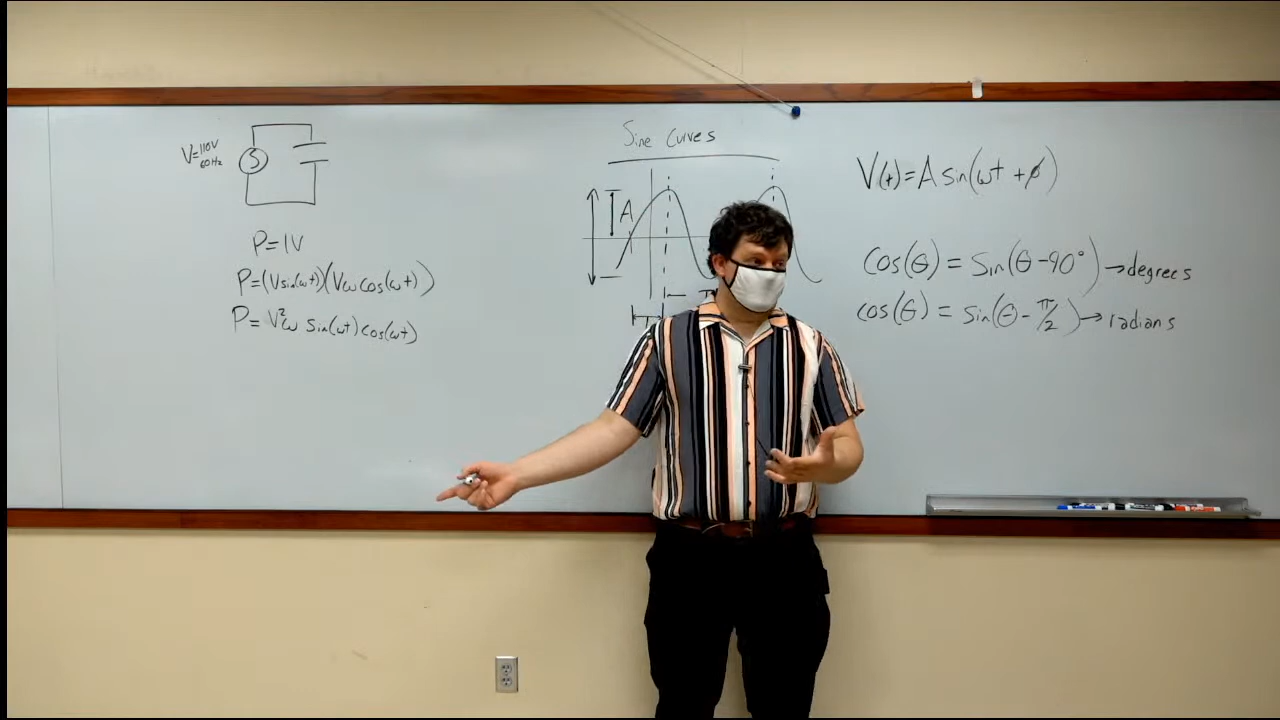 V=110V
60Hz
S
P=IV
P=(Vsin(ωt))(Vω cos(ωt))
P=V²ω sin(ωt)cos(ωt)
Sine Curves
A
V(t)=A sin(ωt+ϕ)
Cos(θ) = Sin(θ-90°) → degrees
cos(θ) = sin(θ-π/2) → radians